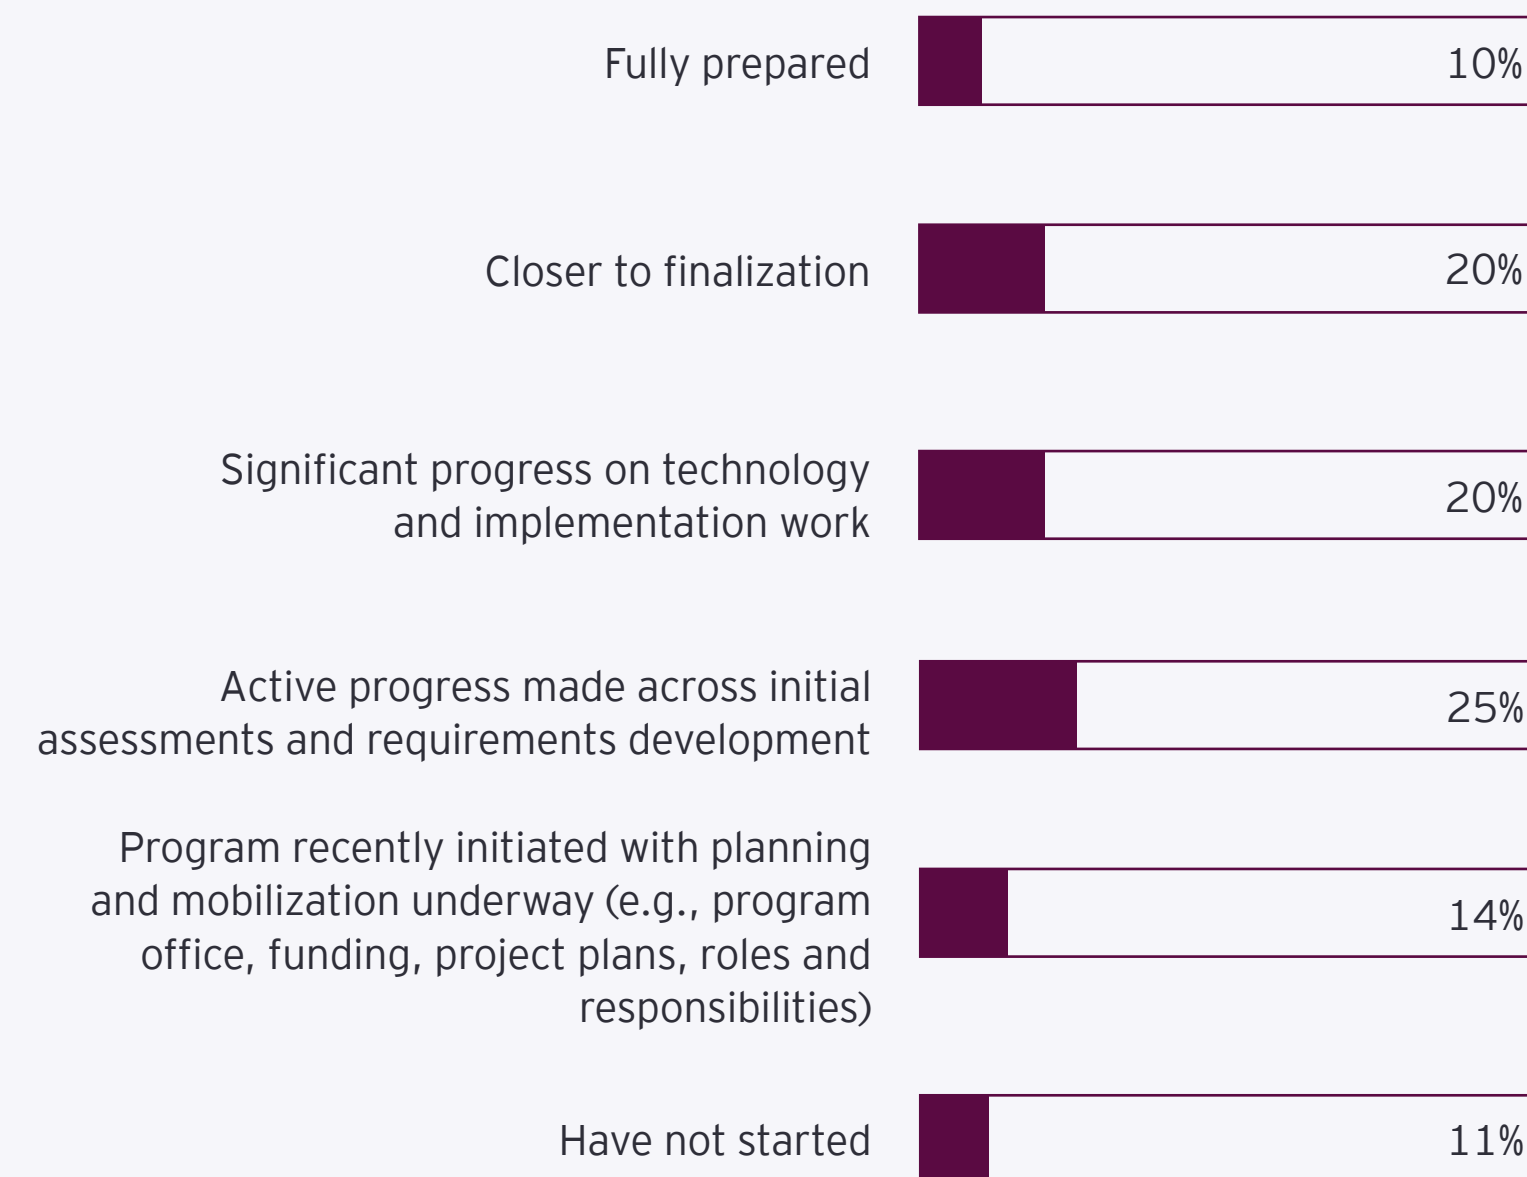 Fully prepared
10%
Closer to finalization
20%
Significant progress on technology
and implementation work
20%
Active progress made across initial
assessments and requirements development
25%
Program recently initiated with planning
and mobilization underway (e.g., program
office, funding, project plans, roles and
responsibilities)
14%
Have not started
11%